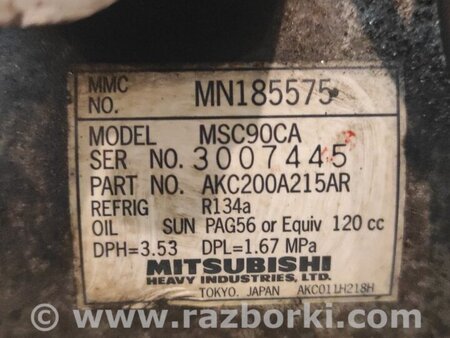 MMC
NO. MN185575
MODEL MSC90CA
SER NO. 3007445
PART NO. AKC200A215AR
REFRIG R134a
OIL SUN PAG56 or Equiv 120 cc
DPH=3.53 DPL=1.67 MPa
MITSUBISHI
HEAVY INDUSTRIES, LTD.
TOKYO. JAPAN AKC011H218H
www.razborki.com